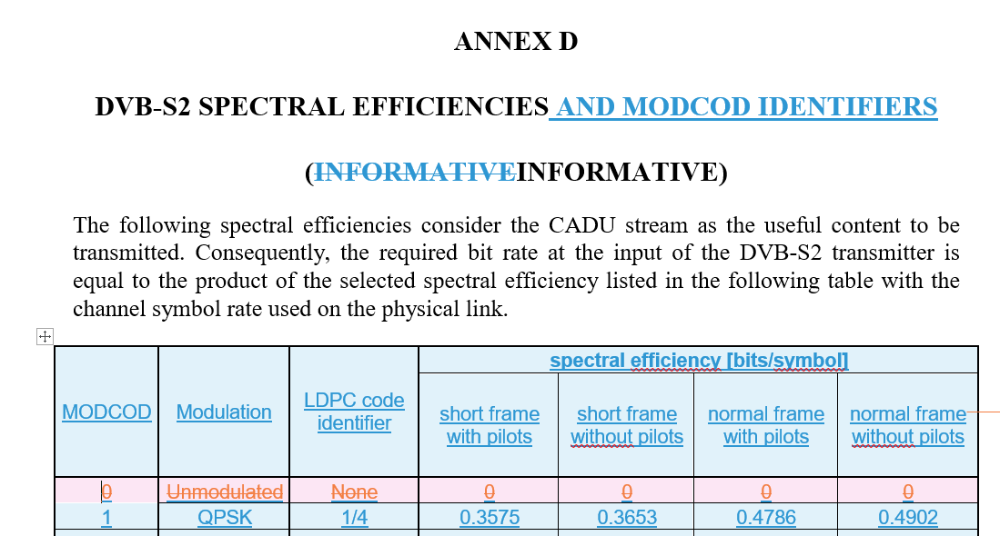 ANNEX D
DVB-S2 SPECTRAL EFFICIENCIES AND MODCOD IDENTIFIERS
(INFORMATIVEINFORMATIVE)
The following spectral efficiencies consider the CADU stream as the useful content to be
transmitted. Consequently, the required bit rate at the input of the DVB-S2 transmitter is
equal to the product of the selected spectral efficiency listed in the following table with the
channel symbol rate used on the physical link.
spectral efficiency [bits/symbol]
MODCOD Modulation LDPC code
identifier
short frame
with pilots
short frame
without pilots
normal frame
with pilots
normal frame
without pilots
0 Unmodulated None 0 0 0 0
1 QPSK 1/4 0.3575 0.3653 0.4786 0.4902